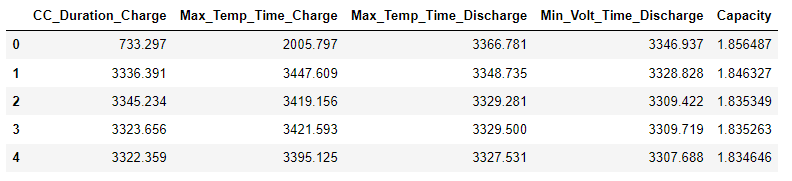 CC_Duration_Charge Max_Temp_Time_Charge Max_Temp_Time_Discharge Min_Volt_Time_Discharge Capacity
0 733.297 2005.797 3366.781 3346.937 1.856487
1 3336.391 3447.609 3348.735 3328.828 1.846327
2 3345.234 3419.156 3329.281 3309.422 1.835349
3 3323.656 3421.593 3329.500 3309.719 1.835263
4 3322.359 3395.125 3327.531 3307.688 1.834646